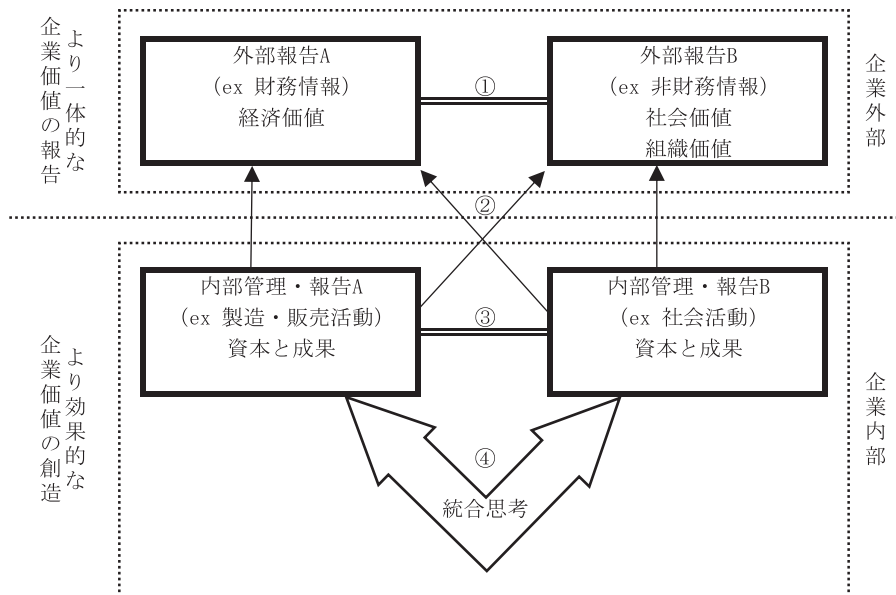 より一体的な
企業価値の報告
外部報告A
（ex 財務情報）
経済価値
①
外部報告B
（ex 非財務情報）
社会価値
組織価値
企業外部
②
より効果的な
企業価値の創造
内部管理・報告A
（ex 製造・販売活動）
資本と成果
③
内部管理・報告B
（ex 社会活動）
資本と成果
企業内部
④
統合思考